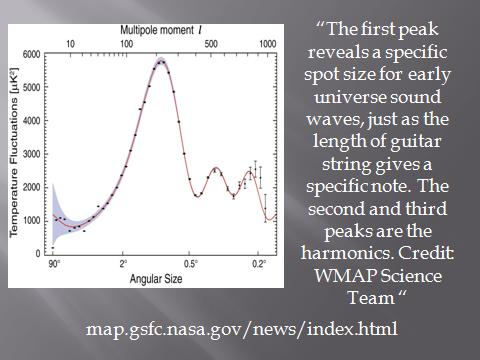 Multipole moment l
10 100 500 1000
Temperature Fluctuations [μK²]
6000
5000
4000
3000
2000
1000
0
90° 2° 0.5° 0.2°
Angular Size
“The first peak
reveals a specific
spot size for early
universe sound
waves, just as the
length of guitar
string gives a
specific note. The
second and third
peaks are the
harmonics. Credit:
WMAP Science
Team “
map.gsfc.nasa.gov/news/index.html